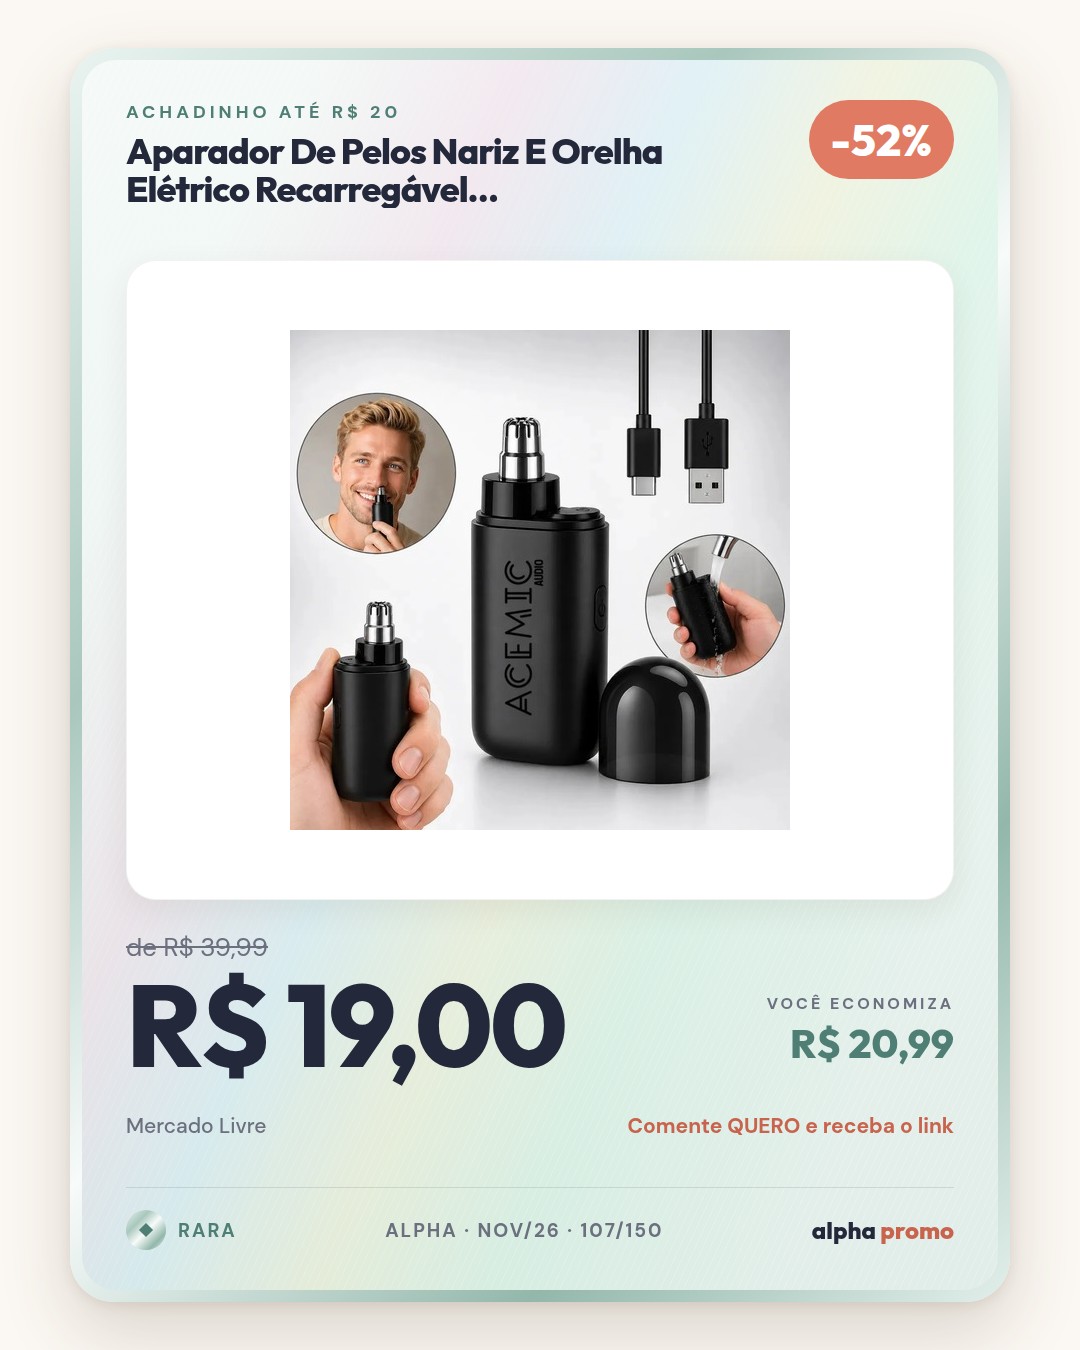 ACHADINHO ATÉ R$ 20
Aparador De Pelos Nariz E Orelha
Elétrico Recarregável...
-52%
ACEMIC
AUDIO
de R$ 39,99
R$ 19,00
VOCÊ ECONOMIZA
R$ 20,99
Mercado Livre
Comente QUERO e receba o link
RARA
ALPHA · NOV/26 · 107/150
alpha promo